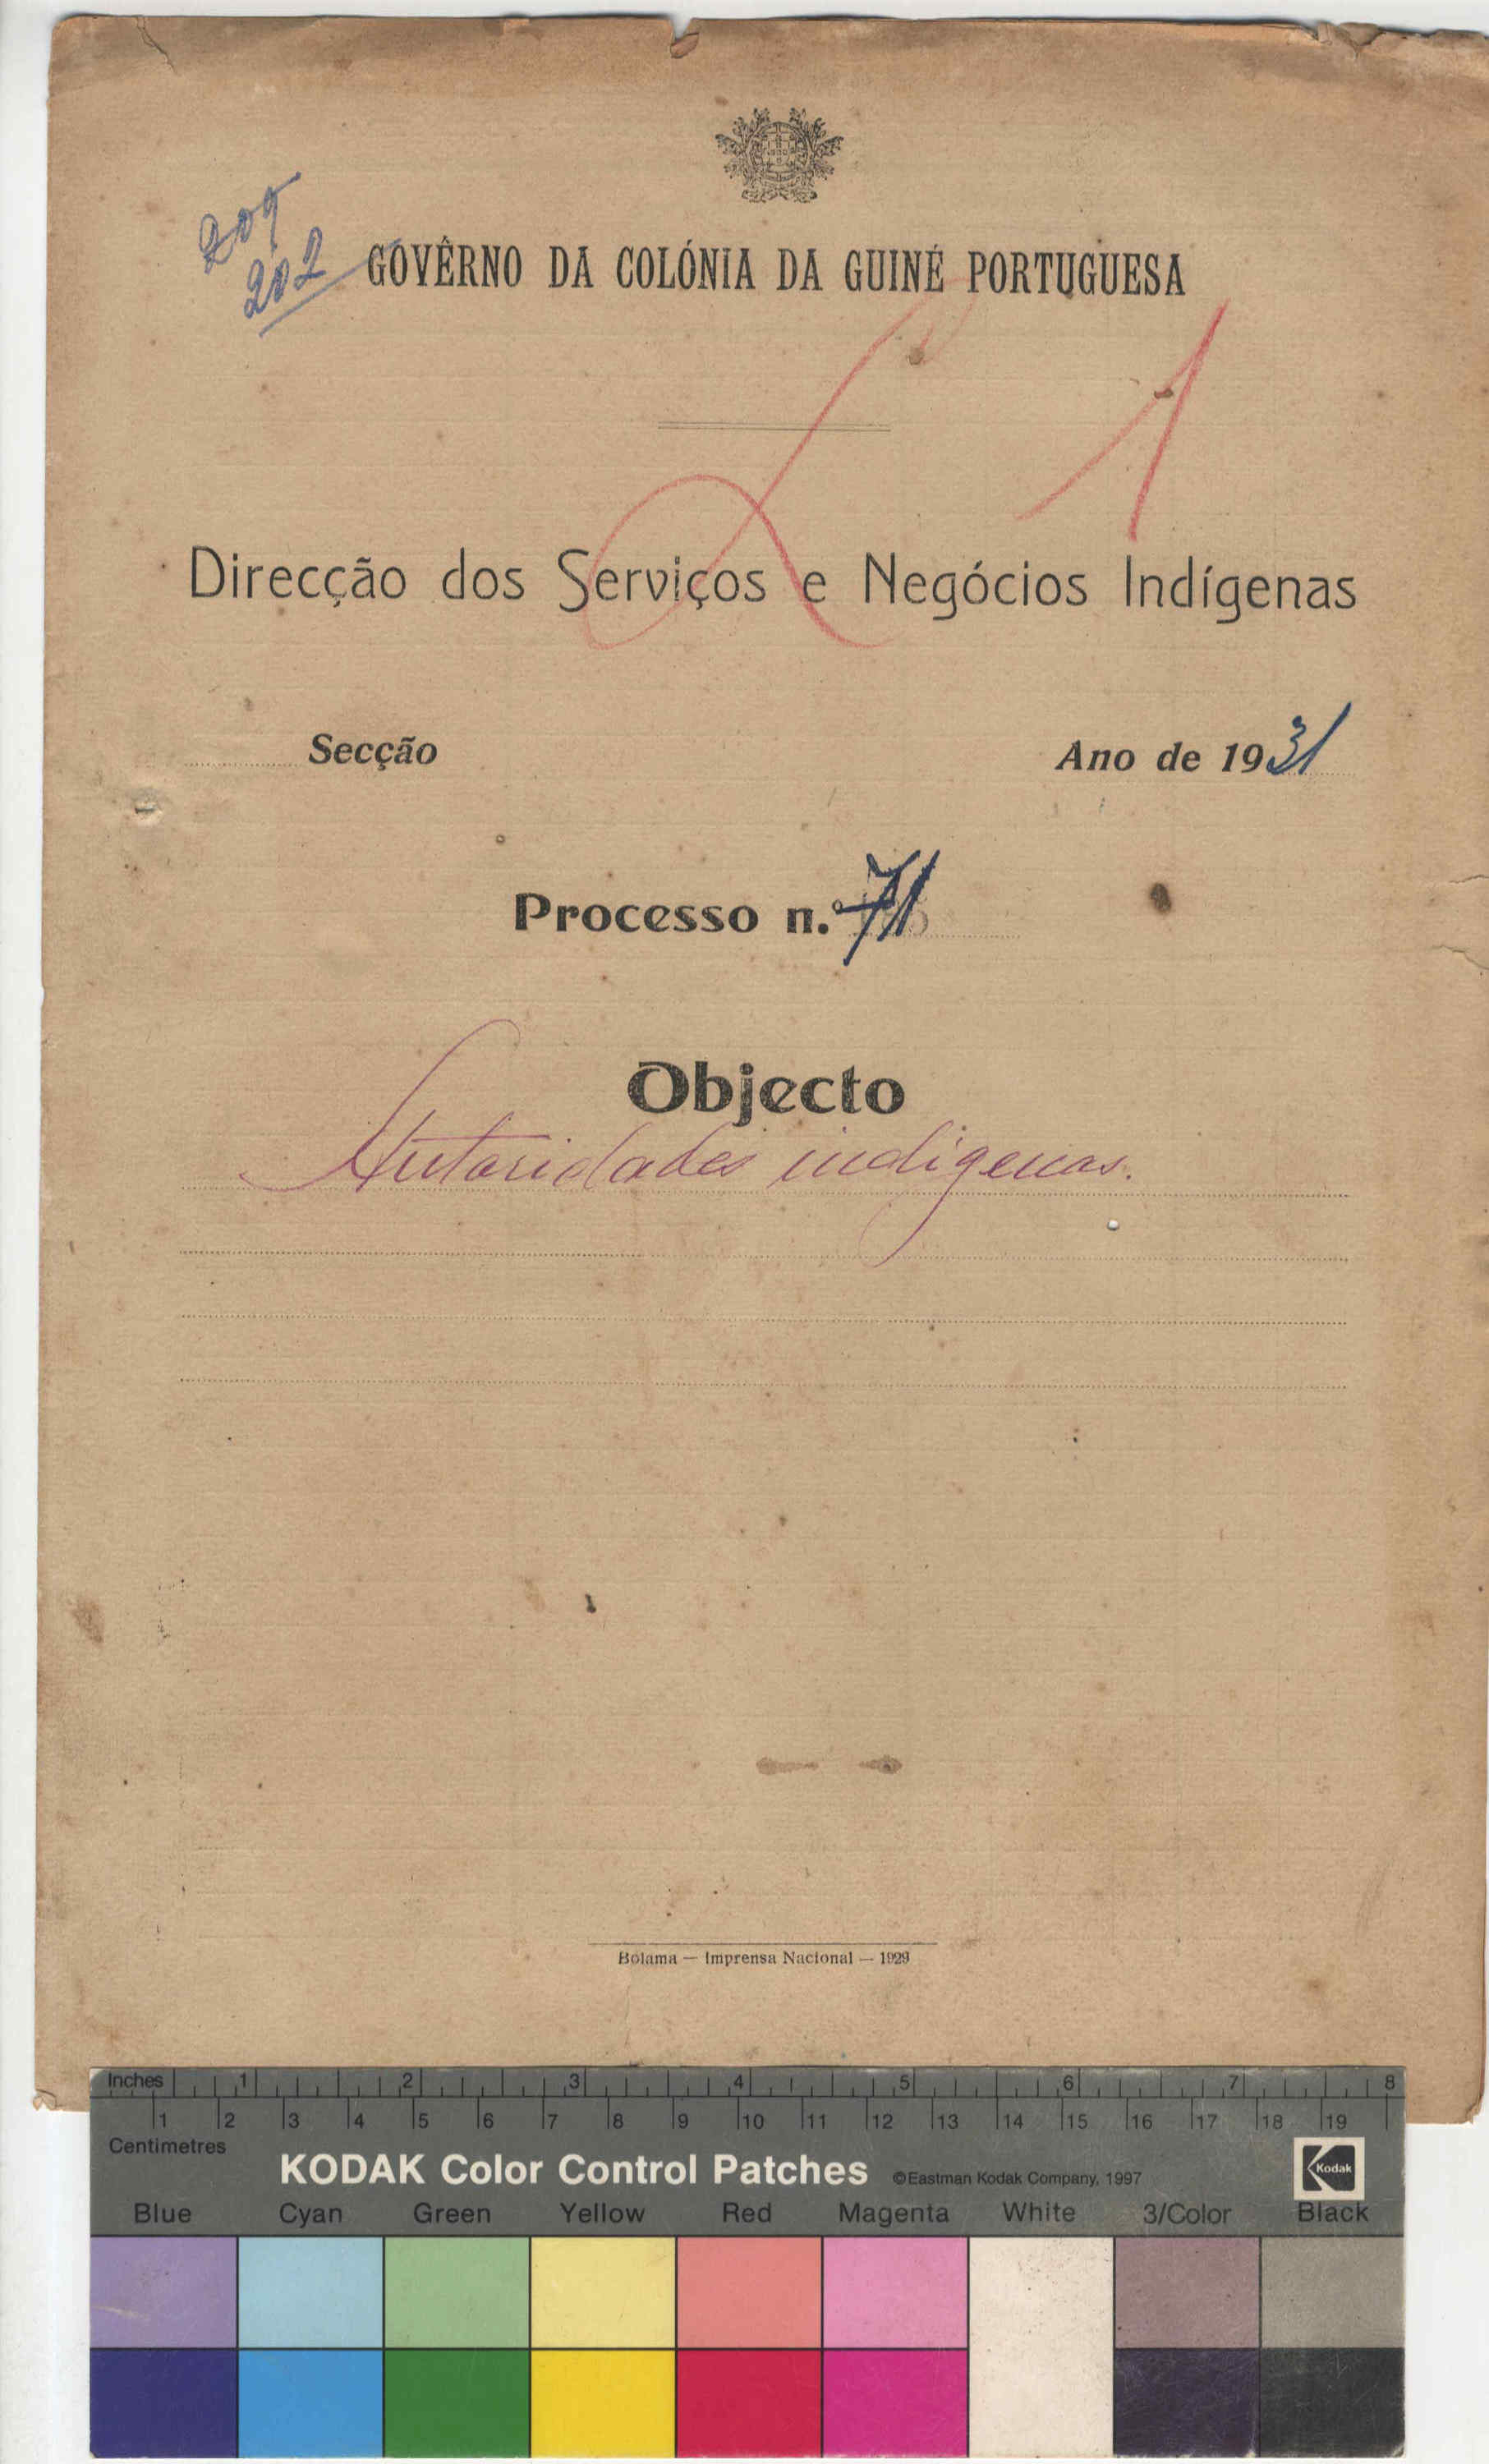 209
202
GOVÊRNO DA COLÓNIA DA GUINÉ PORTUGUESA
L 1
Direcção dos Serviços e Negócios Indígenas
Secção
Ano de 1931
Processo n.º 71
Objecto
Autoridades indigenas.
Bolama — Imprensa Nacional — 1929
Inches 1 2 3 4 5 6 7 8
1 2 3 4 5 6 7 8 9 10 11 12 13 14 15 16 17 18 19
Centimetres
KODAK Color Control Patches ©Eastman Kodak Company, 1997 Kodak
Blue Cyan Green Yellow Red Magenta White 3/Color Black